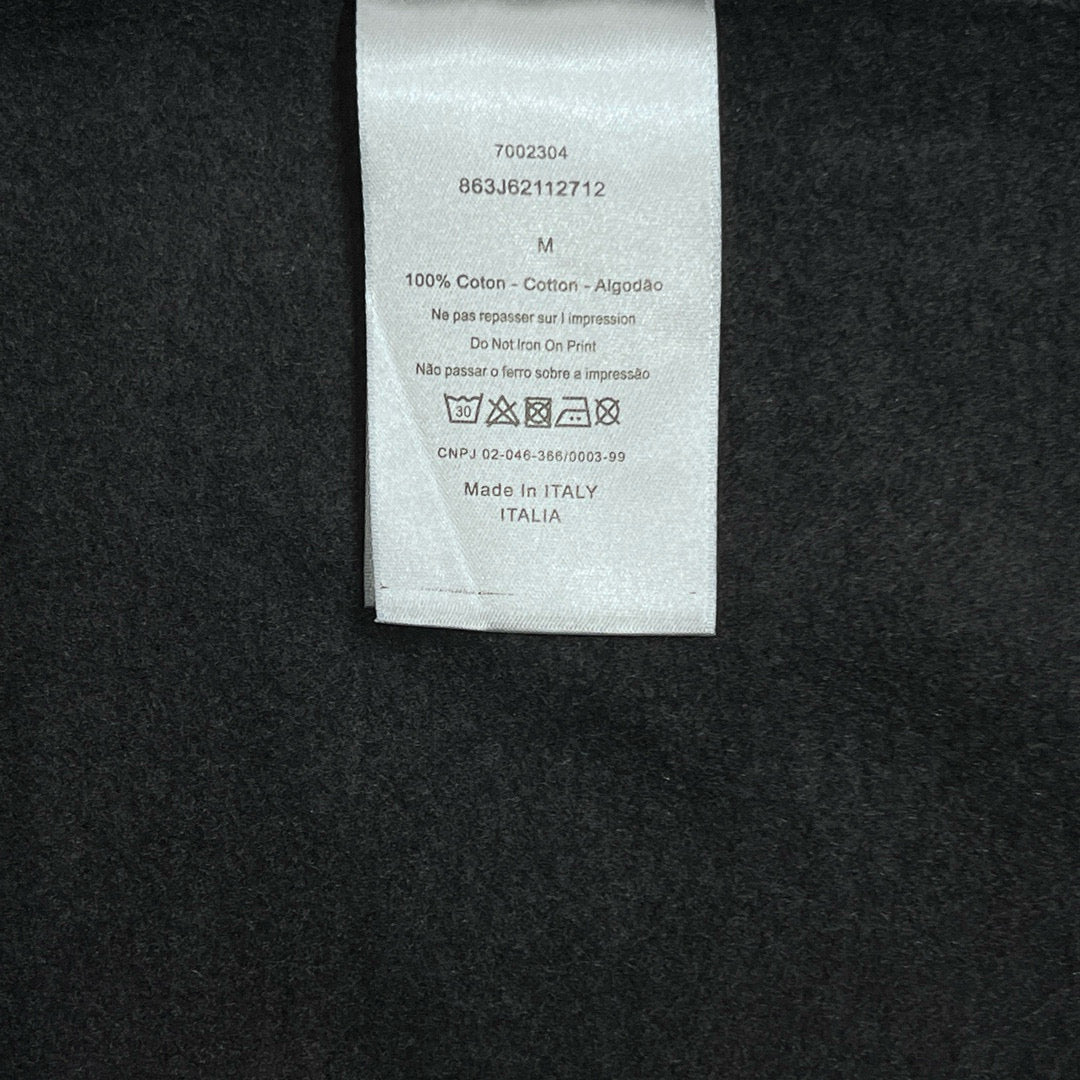 7002304
863J62112712
M
100% Coton - Cotton - Algodão
Ne pas repasser sur l impression
Do Not Iron On Print
Não passar o ferro sobre a impressão
30
CNPJ 02-046-366/0003-99
Made In ITALY
ITALIA